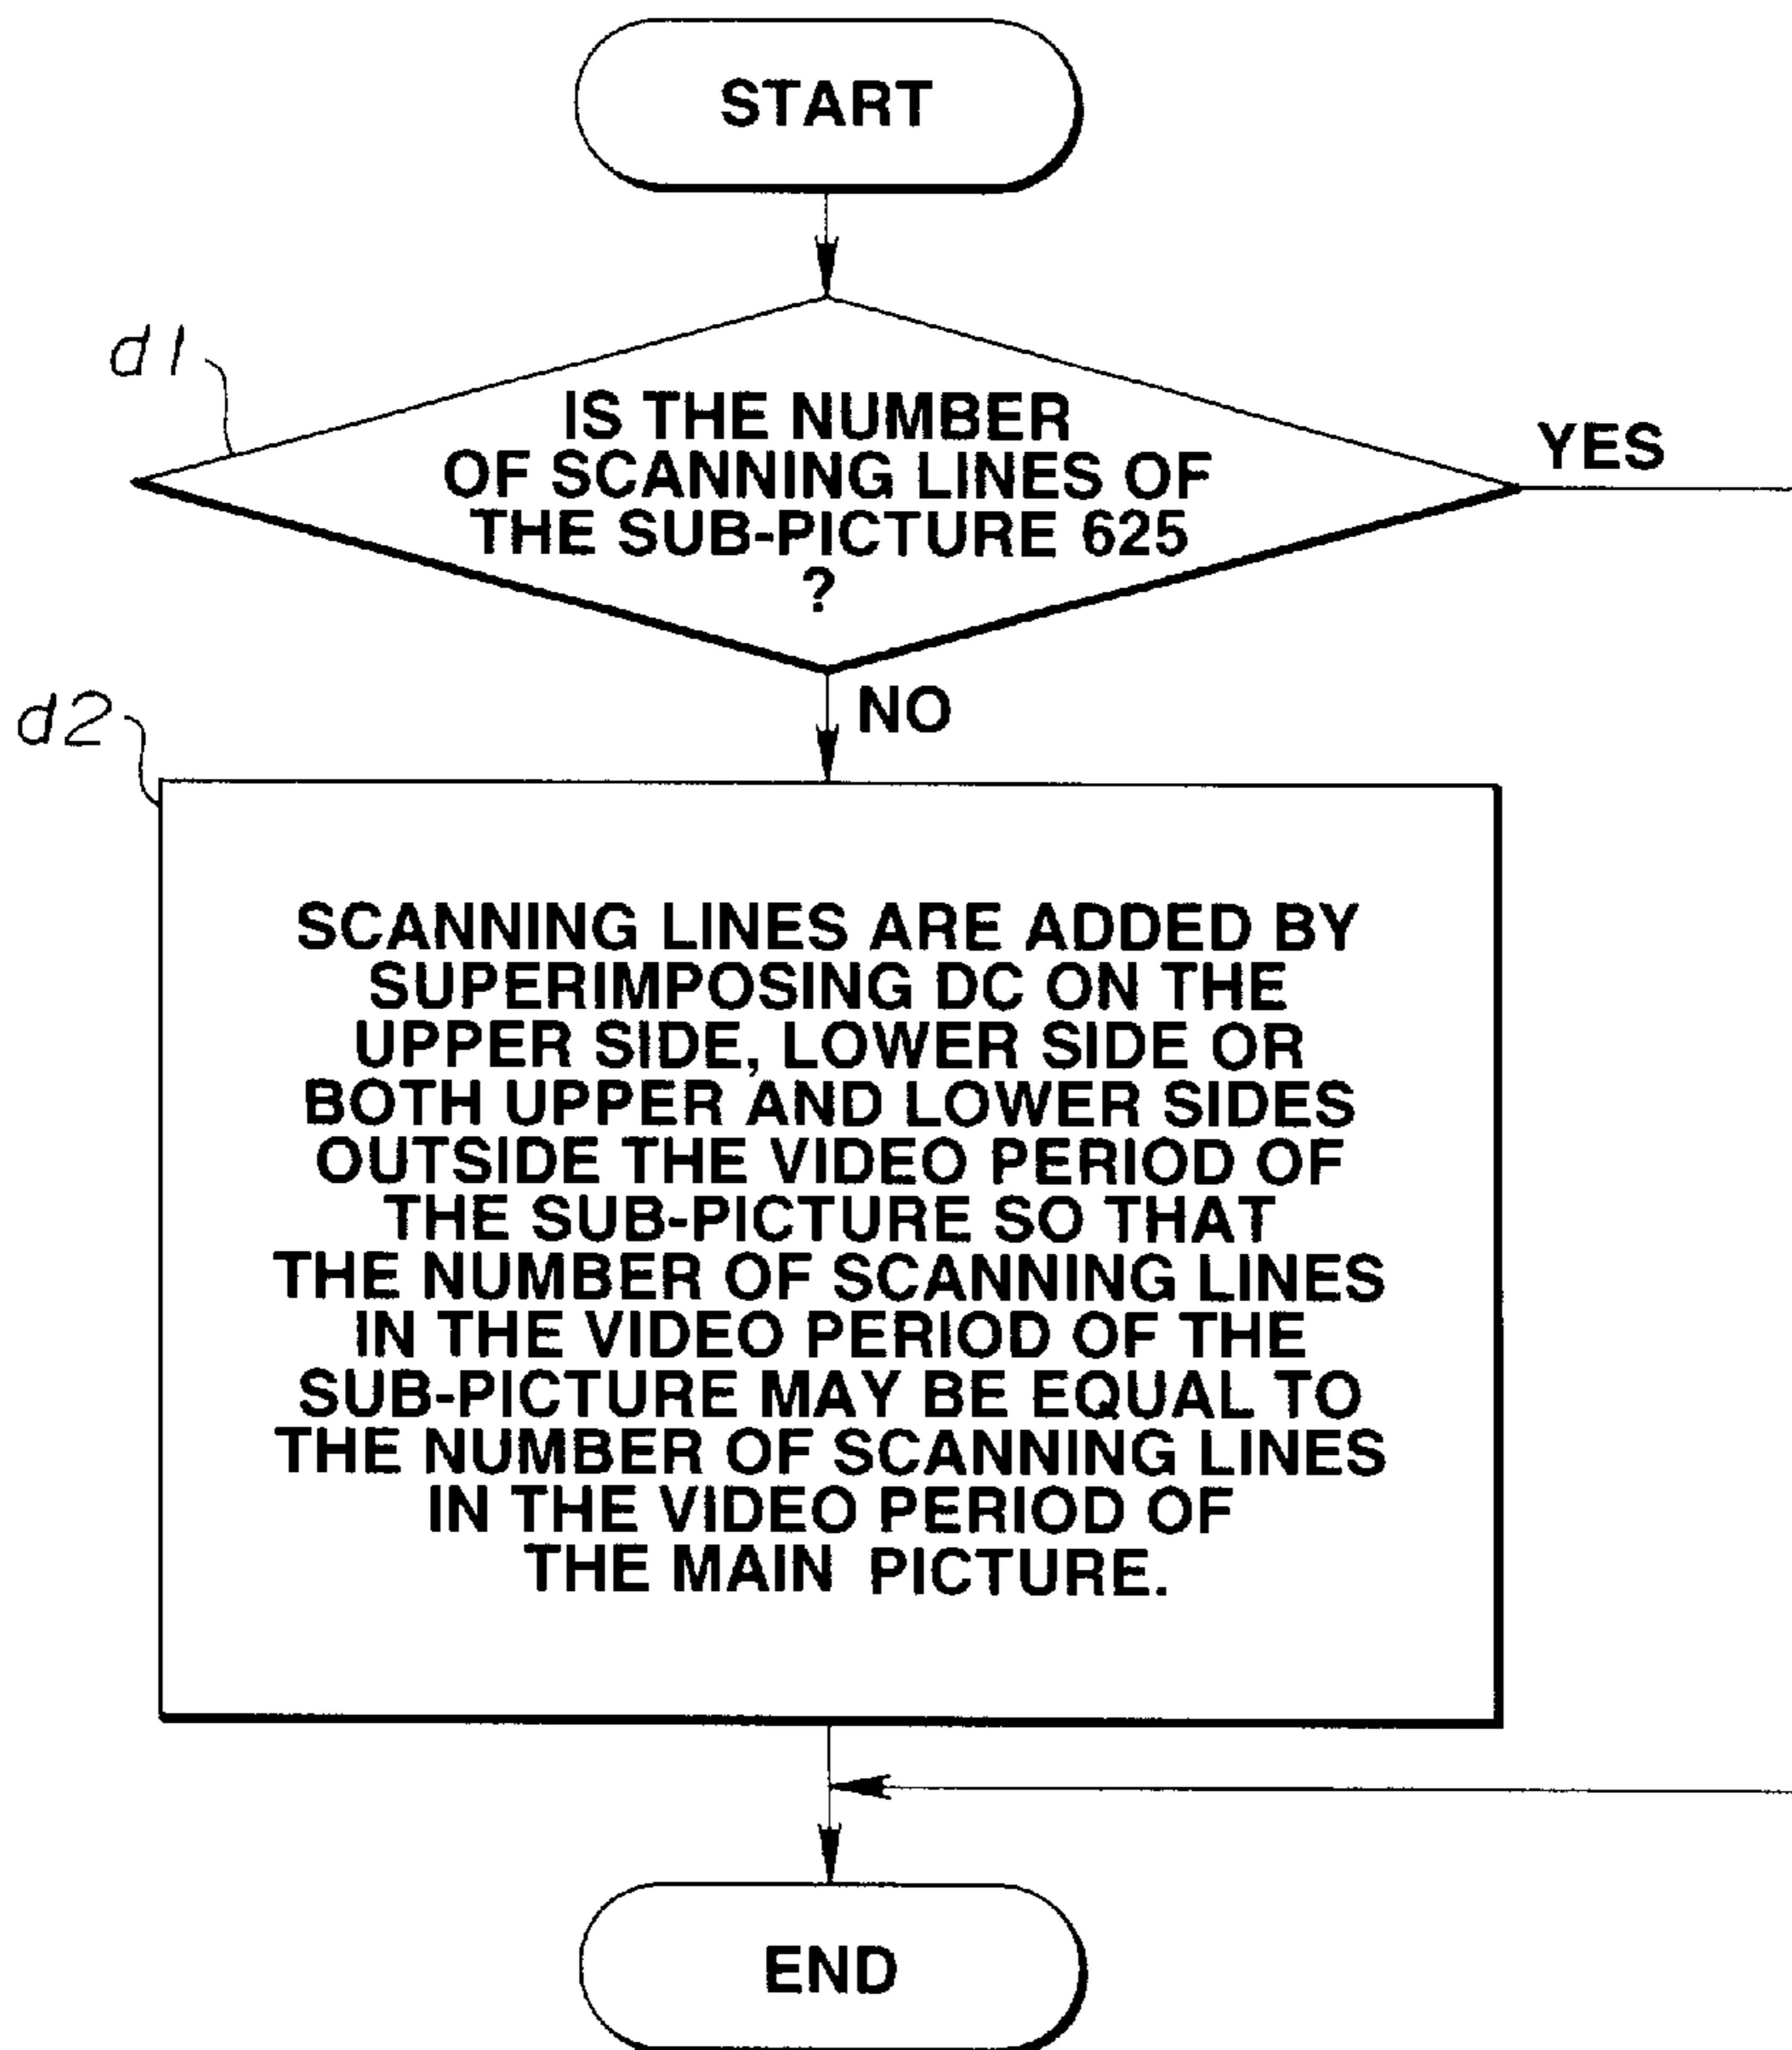 START
d1
IS THE NUMBER
OF SCANNING LINES OF
THE SUB-PICTURE 625
?
YES
NO
d2
SCANNING LINES ARE ADDED BY
SUPERIMPOSING DC ON THE
UPPER SIDE, LOWER SIDE OR
BOTH UPPER AND LOWER SIDES
OUTSIDE THE VIDEO PERIOD OF
THE SUB-PICTURE SO THAT
THE NUMBER OF SCANNING LINES
IN THE VIDEO PERIOD OF THE
SUB-PICTURE MAY BE EQUAL TO
THE NUMBER OF SCANNING LINES
IN THE VIDEO PERIOD OF
THE MAIN PICTURE.
END